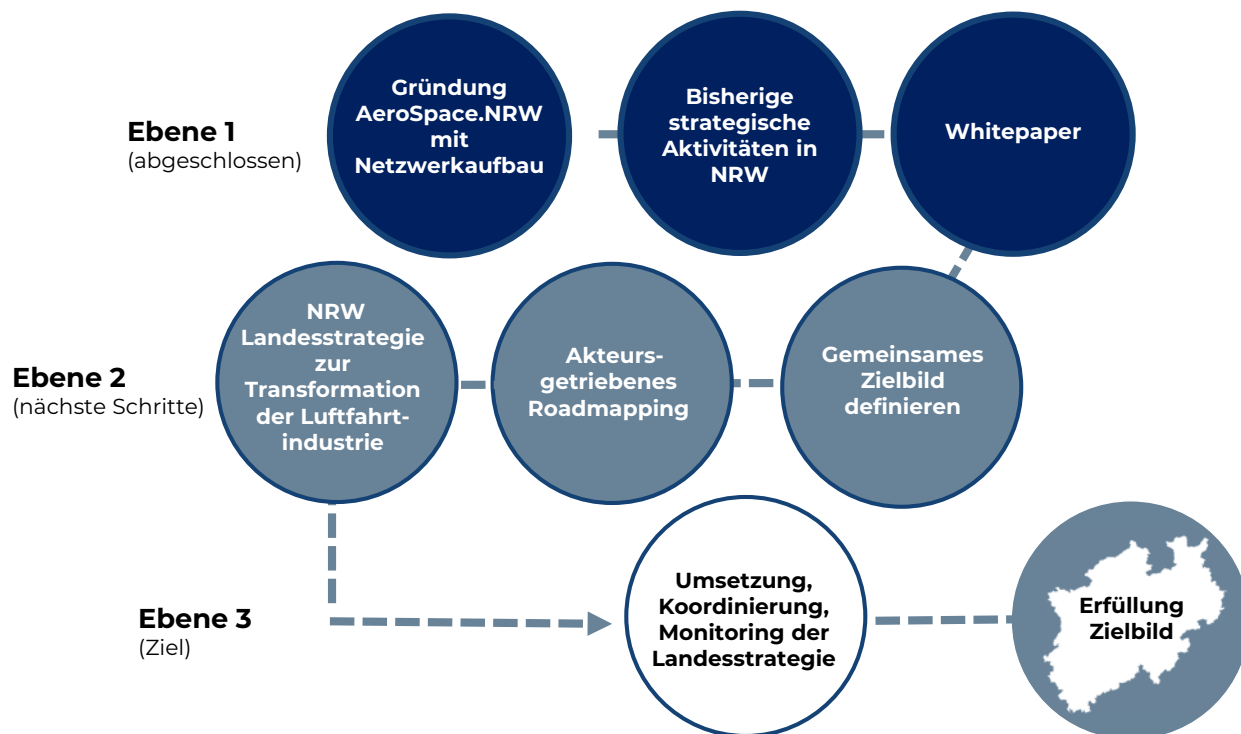 Ebene 1
(abgeschlossen)
Gründung
AeroSpace.NRW
mit
Netzwerkaufbau
Bisherige
strategische
Aktivitäten in
NRW
Whitepaper
Ebene 2
(nächste Schritte)
NRW
Landesstrategie
zur
Transformation
der Luftfahrt-
industrie
Akteurs-
getriebenes
Roadmapping
Gemeinsames
Zielbild
definieren
Ebene 3
(Ziel)
Umsetzung,
Koordinierung,
Monitoring der
Landesstrategie
Erfüllung
Zielbild